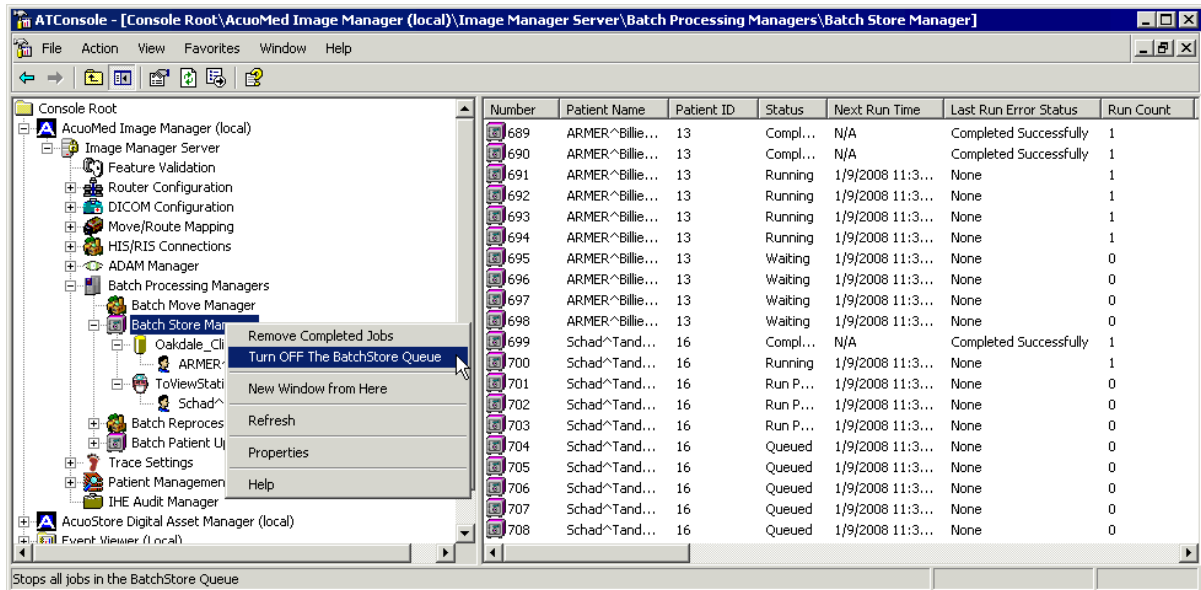 ATConsole - [Console Root\AcuoMed Image Manager (local)\Image Manager Server\Batch Processing Managers\Batch Store Manager]
File Action View Favorites Window Help
Console Root
AcuoMed Image Manager (local)
Image Manager Server
Feature Validation
Router Configuration
DICOM Configuration
Move/Route Mapping
HIS/RIS Connections
ADAM Manager
Batch Processing Managers
Batch Move Manager
Batch Store Man
Oakdale_Cli
ARMER^
ToViewStati
Schad^
Batch Reproces
Batch Patient Up
Trace Settings
Patient Managemen
IHE Audit Manager
AcuoStore Digital Asset Manager (local)
Event Viewer (Local)
Remove Completed Jobs
Turn OFF The BatchStore Queue
New Window from Here
Refresh
Properties
Help
Number Patient Name Patient ID Status Next Run Time Last Run Error Status Run Count
689 ARMER^Billie... 13 Compl... N/A Completed Successfully 1
690 ARMER^Billie... 13 Compl... N/A Completed Successfully 1
691 ARMER^Billie... 13 Running 1/9/2008 11:3... None 1
692 ARMER^Billie... 13 Running 1/9/2008 11:3... None 1
693 ARMER^Billie... 13 Running 1/9/2008 11:3... None 1
694 ARMER^Billie... 13 Running 1/9/2008 11:3... None 1
695 ARMER^Billie... 13 Waiting 1/9/2008 11:3... None 0
696 ARMER^Billie... 13 Waiting 1/9/2008 11:3... None 0
697 ARMER^Billie... 13 Waiting 1/9/2008 11:3... None 0
698 ARMER^Billie... 13 Waiting 1/9/2008 11:3... None 0
699 Schad^Tand... 16 Compl... N/A Completed Successfully 1
700 Schad^Tand... 16 Running 1/9/2008 11:3... None 1
701 Schad^Tand... 16 Run P... 1/9/2008 11:3... None 0
702 Schad^Tand... 16 Run P... 1/9/2008 11:3... None 0
703 Schad^Tand... 16 Run P... 1/9/2008 11:3... None 0
704 Schad^Tand... 16 Queued 1/9/2008 11:3... None 0
705 Schad^Tand... 16 Queued 1/9/2008 11:3... None 0
706 Schad^Tand... 16 Queued 1/9/2008 11:3... None 0
707 Schad^Tand... 16 Queued 1/9/2008 11:3... None 0
708 Schad^Tand... 16 Queued 1/9/2008 11:3... None 0
Stops all jobs in the BatchStore Queue